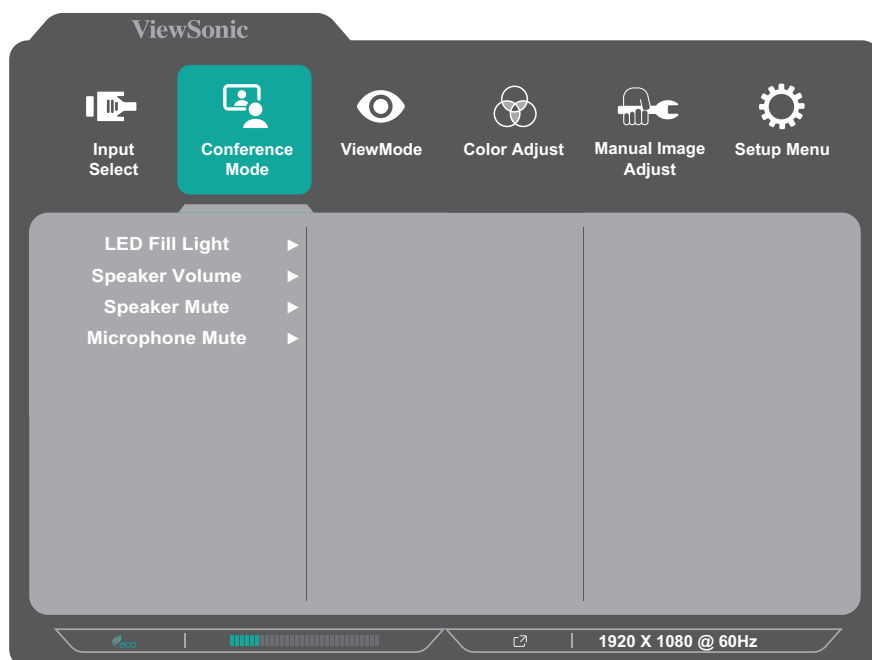 ViewSonic
Input
Select
Conference
Mode
ViewMode
Color Adjust
Manual Image
Adjust
Setup Menu
LED Fill Light
Speaker Volume
Speaker Mute
Microphone Mute
eco
1920 X 1080 @ 60Hz